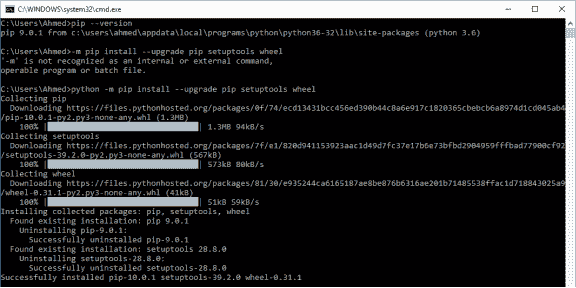 C:\WINDOWS\system32\cmd.exe
C:\Users\Ahmed>pip --version
pip 9.0.1 from c:\users\ahmed\appdata\local\programs\python\python36-32\lib\site-packages (python 3.6)
C:\Users\Ahmed>-m pip install --upgrade pip setuptools wheel
'-m' is not recognized as an internal or external command,
operable program or batch file.
C:\Users\Ahmed>python -m pip install --upgrade pip setuptools wheel
Collecting pip
Downloading https://files.pythonhosted.org/packages/0f/74/ecd13431bcc456ed390b44c8a6e917c1820365cbebcb6a8974d1cd045ab4
/pip-10.0.1-py2.py3-none-any.whl (1.3MB)
100% | | 1.3MB 94kB/s
Collecting setuptools
Downloading https://files.pythonhosted.org/packages/7f/e1/820d941153923aac1d49d7fc37e17b6e73bfbd2904959fffbad77900cf92
/setuptools-39.2.0-py2.py3-none-any.whl (567kB)
100% | | 573kB 80kB/s
Collecting wheel
Downloading https://files.pythonhosted.org/packages/81/30/e935244ca6165187ae8be876b6316ae201b71485538ffac1d718843025a9
/wheel-0.31.1-py2.py3-none-any.whl (41kB)
100% | | 51kB 59kB/s
Installing collected packages: pip, setuptools, wheel
Found existing installation: pip 9.0.1
Uninstalling pip-9.0.1:
Successfully uninstalled pip-9.0.1
Found existing installation: setuptools 28.8.0
Uninstalling setuptools-28.8.0:
Successfully uninstalled setuptools-28.8.0
Successfully installed pip-10.0.1 setuptools-39.2.0 wheel-0.31.1